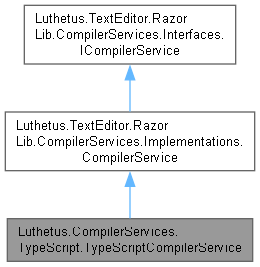 Luthetus.TextEditor.Razor
Lib.CompilerServices.Interfaces.
ICompilerService
Luthetus.TextEditor.Razor
Lib.CompilerServices.Implementations.
CompilerService
Luthetus.CompilerServices.
TypeScript.TypeScriptCompilerService